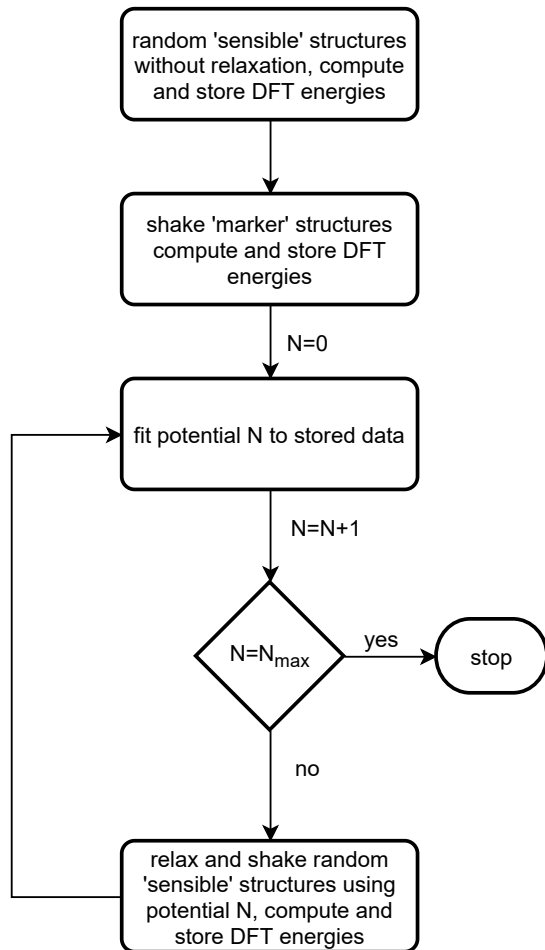 random 'sensible' structures
without relaxation, compute
and store DFT energies
shake 'marker' structures
compute and store DFT
energies
N=0
fit potential N to stored data
N=N+1
N=Nmax
yes
stop
no
relax and shake random
'sensible' structures using
potential N, compute and
store DFT energies